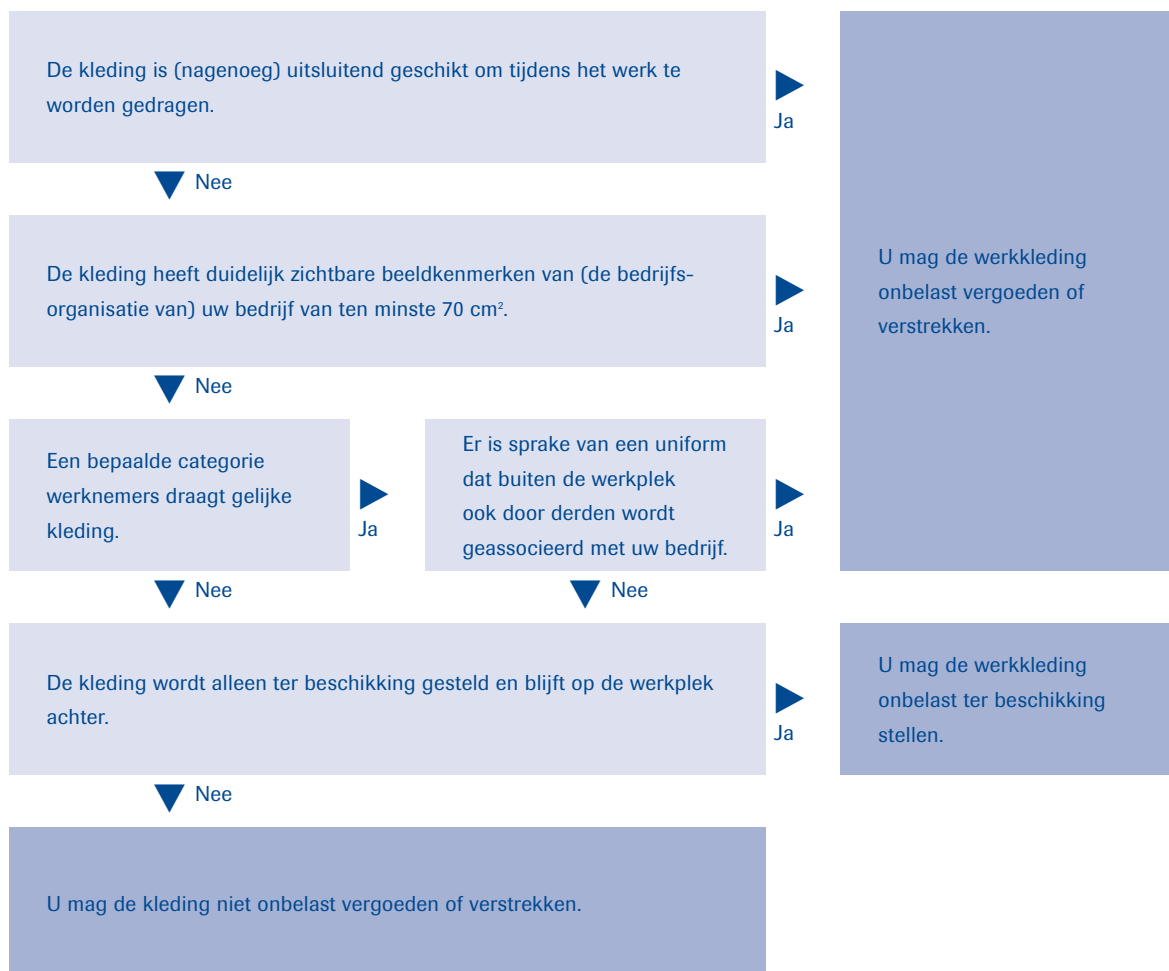 De kleding is (nagenoeg) uitsluitend geschikt om tijdens het werk te
worden gedragen.
Ja
Nee
De kleding heeft duidelijk zichtbare beeldkenmerken van (de bedrijfs-
organisatie van) uw bedrijf van ten minste 70 cm².
Ja
U mag de werkkleding
onbelast vergoeden of
verstrekken.
Nee
Een bepaalde categorie
werknemers draagt gelijke
kleding.
Ja
Er is sprake van een uniform
dat buiten de werkplek
ook door derden wordt
geassocieerd met uw bedrijf.
Ja
Nee
Nee
De kleding wordt alleen ter beschikking gesteld en blijft op de werkplek
achter.
Ja
U mag de werkkleding
onbelast ter beschikking
stellen.
Nee
U mag de kleding niet onbelast vergoeden of verstrekken.